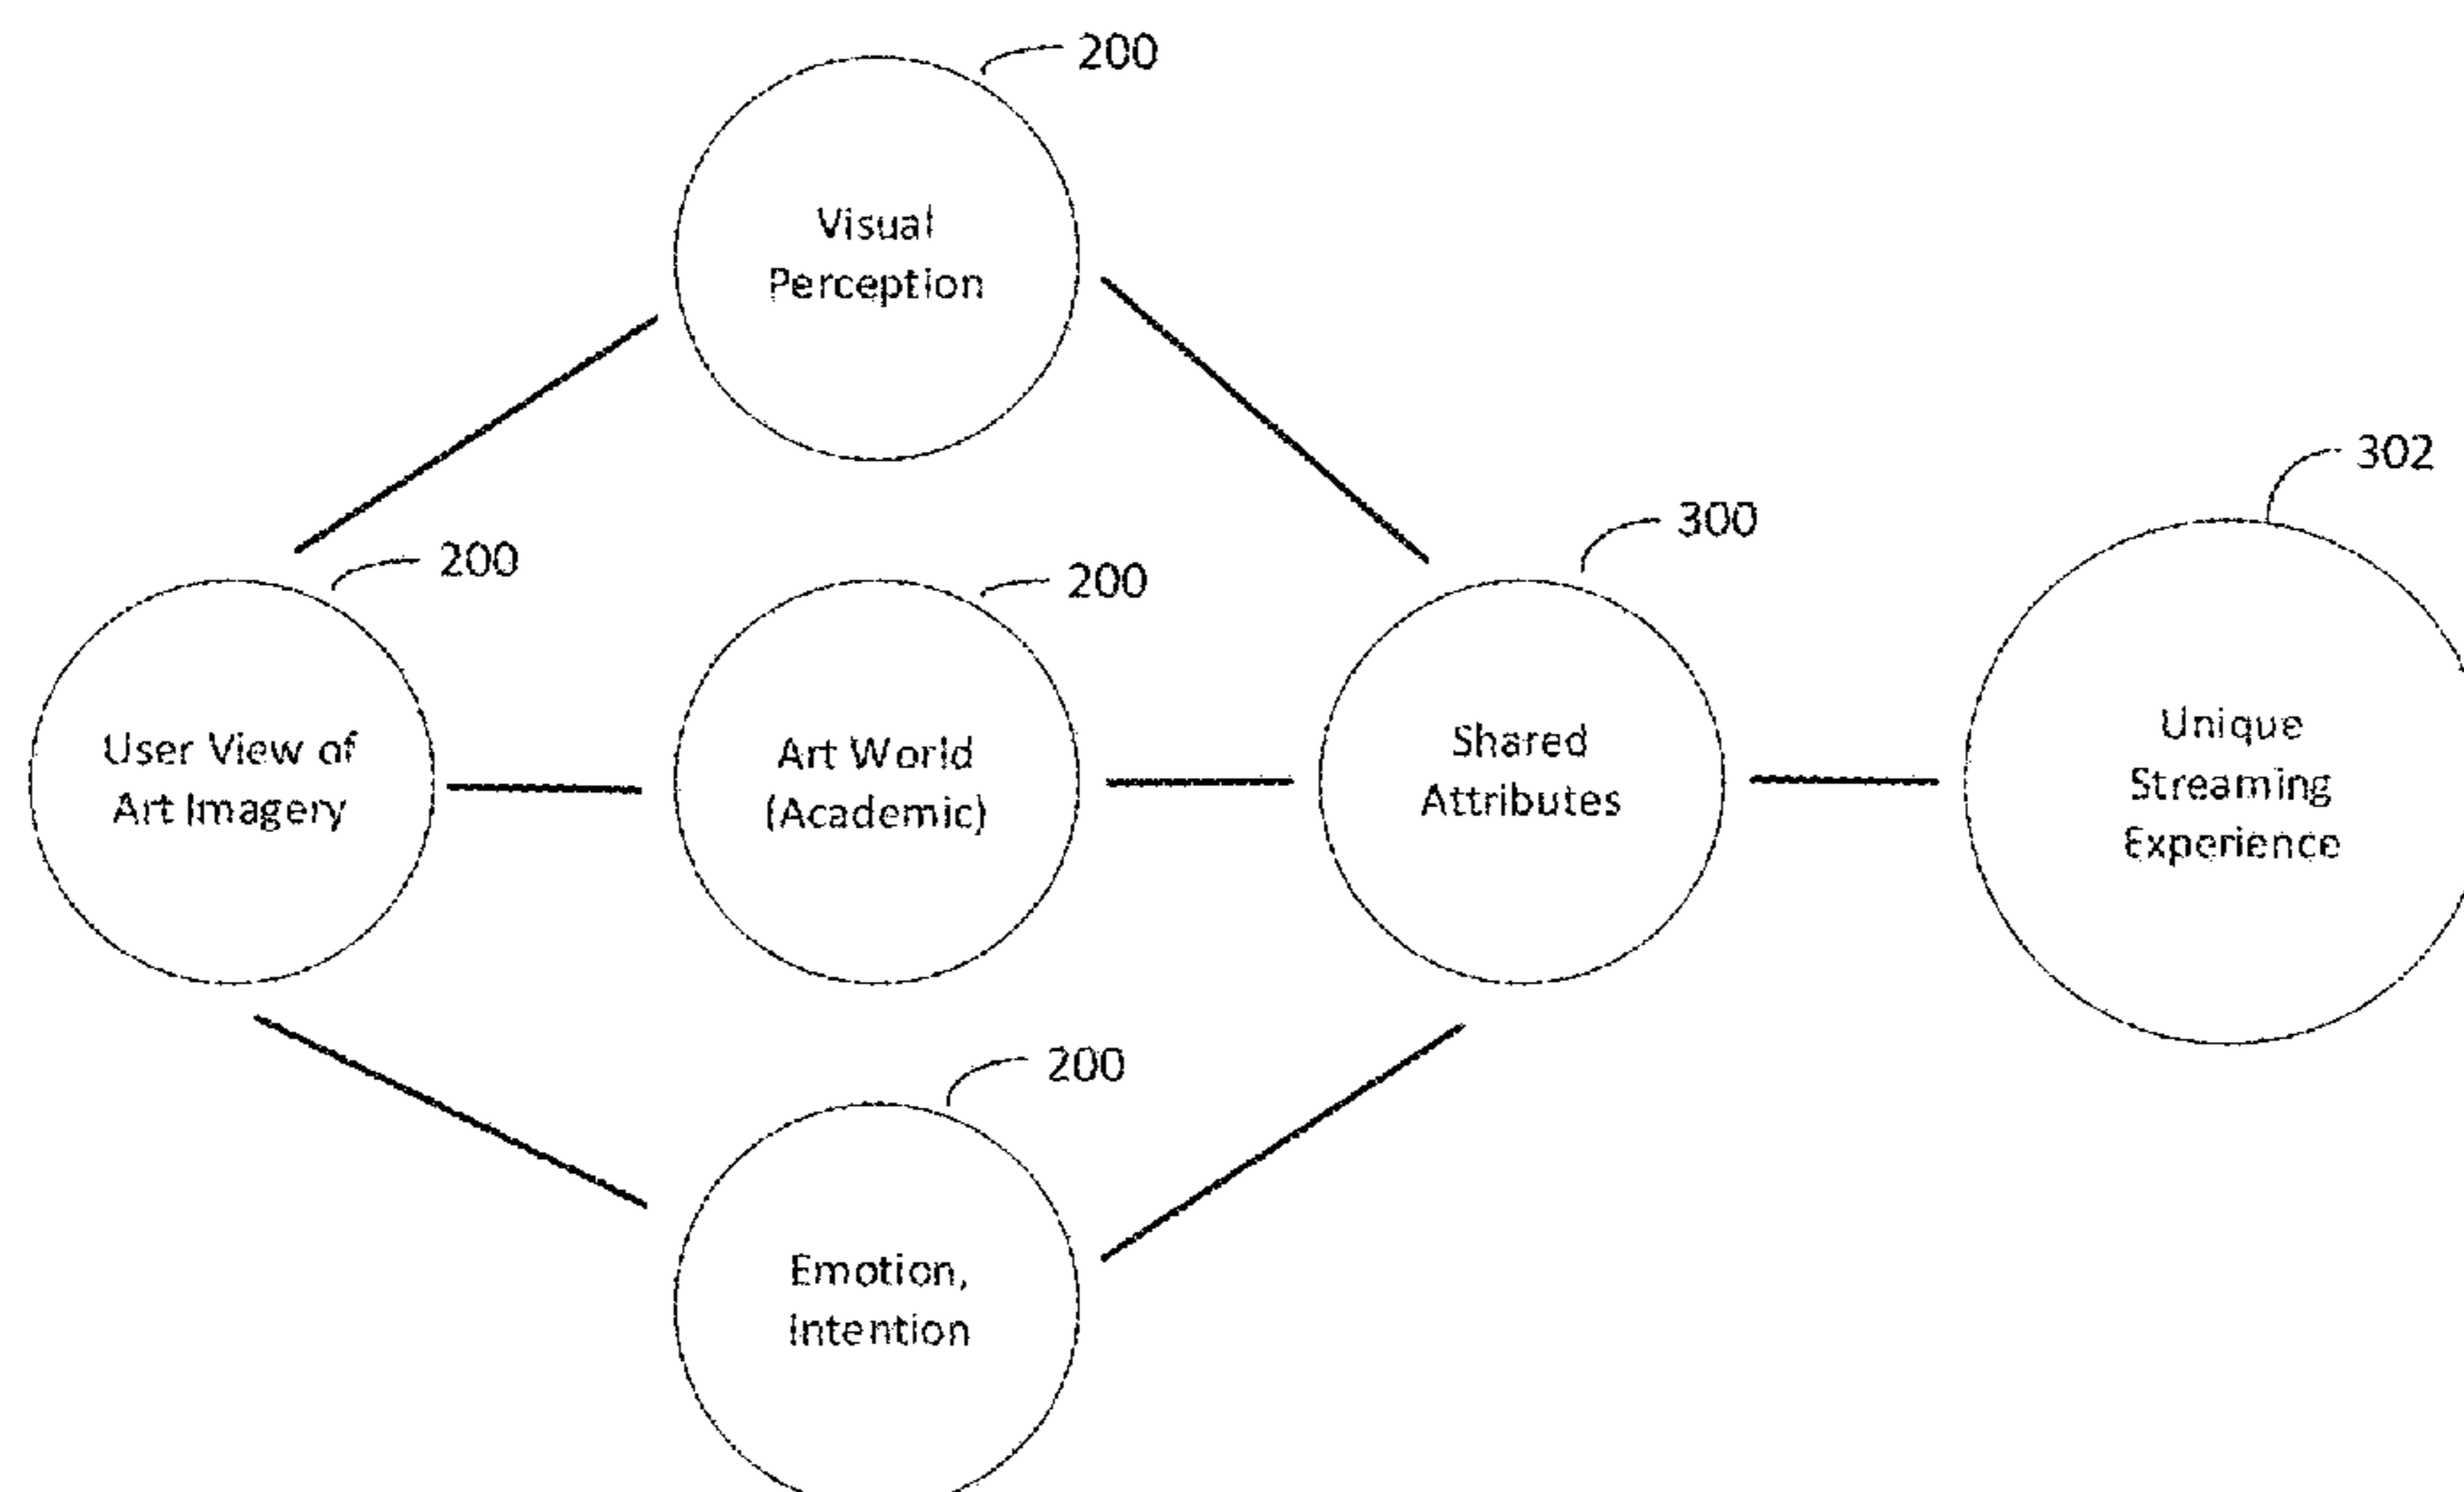 200
Visual
Perception
302
300
200
200
User View of
Art Imagery
Art World
(Academic)
Shared
Attributes
Unique
Streaming
Experience
200
Emotion,
Intention